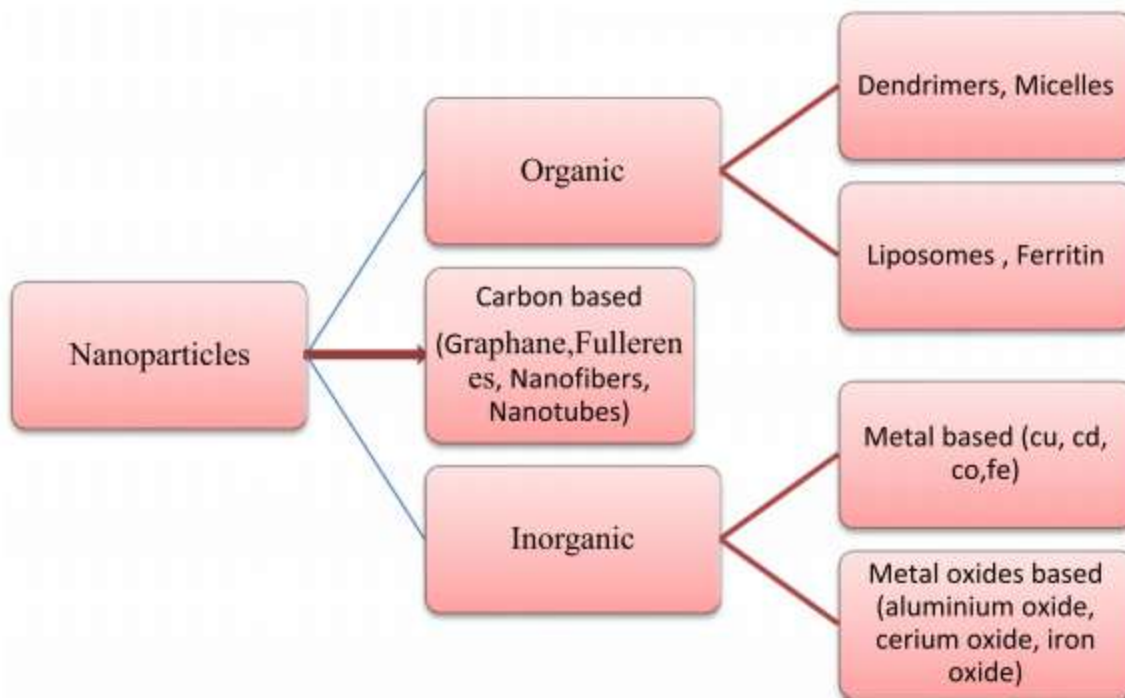 Nanoparticles
Organic
Dendrimers, Micelles
Liposomes , Ferritin
Carbon based
(Graphane,Fulleren
es, Nanofibers,
Nanotubes)
Inorganic
Metal based (cu, cd,
co,fe)
Metal oxides based
(aluminium oxide,
cerium oxide, iron
oxide)